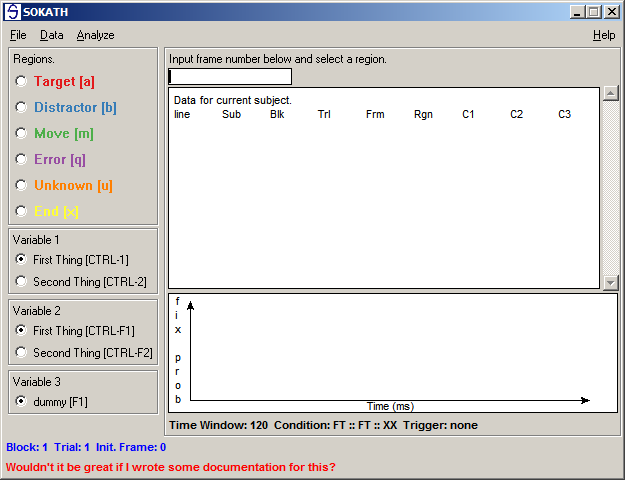 SOKATH
File Data Analyze Help
Regions.
Target [a]
Distractor [b]
Move [m]
Error [q]
Unknown [u]
End [x]
Variable 1
First Thing [CTRL-1]
Second Thing [CTRL-2]
Variable 2
First Thing [CTRL-F1]
Second Thing [CTRL-F2]
Variable 3
dummy [F1]
Input frame number below and select a region.
Data for current subject.
line Sub Blk Trl Frm Rgn C1 C2 C3
fix prob
Time (ms)
Time Window: 120 Condition: FT :: FT :: XX Trigger: none
Block: 1 Trial: 1 Init. Frame: 0
Wouldn't it be great if I wrote some documentation for this?